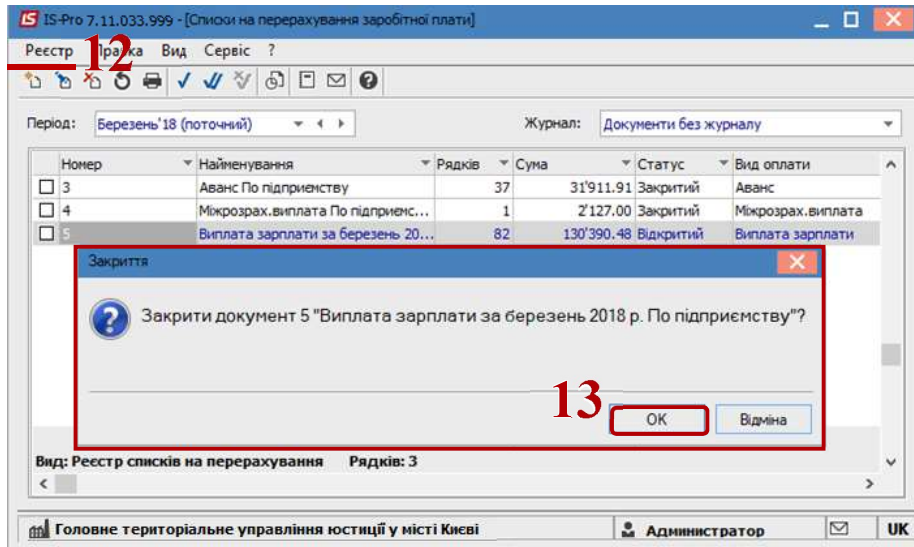 IS-Pro 7.11.033.999 - [Списки на перерахування заробітної плати]
Реєстр Правка Вид Сервіс ?
12
Період: Березень'18 (поточний) Журнал: Документи без журналу
Номер Найменування Рядків Сума Статус Вид оплати
3 Аванс По підприємству 37 31'911.91 Закритий Аванс
4 Міжрозрах.виплата По підприємс... 1 2'127.00 Закритий Міжрозрах.виплата
5 Виплата зарплати за березень 20... 82 130'390.48 Відкритий Виплата зарплати
Закриття
Закрити документ 5 "Виплата зарплати за березень 2018 р. По підприємству"?
13
OK Відміна
Вид: Реєстр списків на перерахування Рядків: 3
Головне територіальне управління юстиції у місті Києві Администратор UK